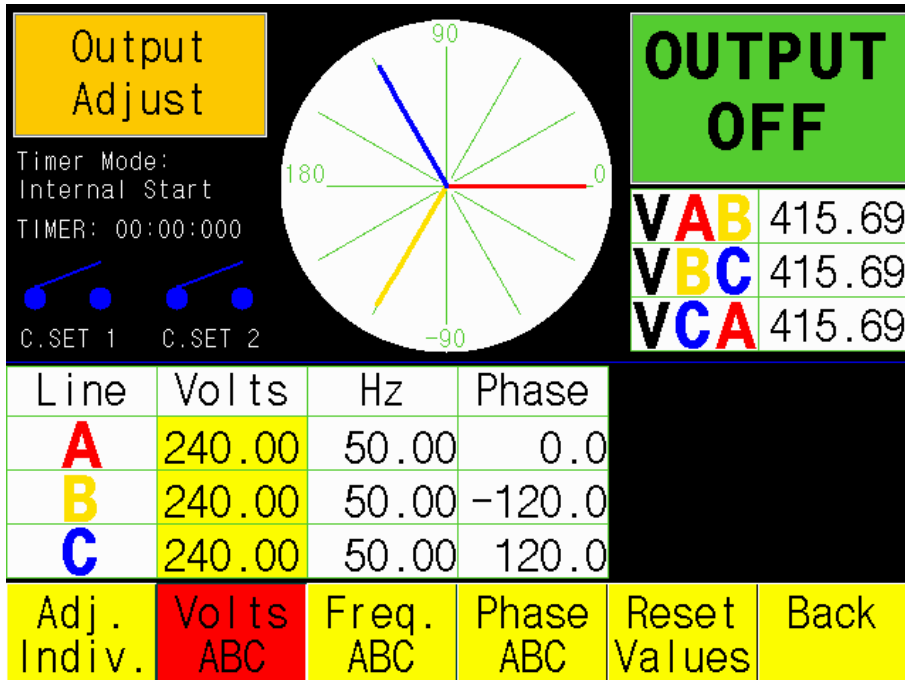 Output
Adjust
Timer Mode:
Internal Start
TIMER: 00:00:000
C.SET 1 C.SET 2
90
180 0
-90
OUTPUT
OFF
VAB 415.69
VBC 415.69
VCA 415.69
Line Volts Hz Phase
A 240.00 50.00 0.0
B 240.00 50.00 -120.0
C 240.00 50.00 120.0
Adj. Volts Freq. Phase Reset Back
Indiv. ABC ABC ABC Values